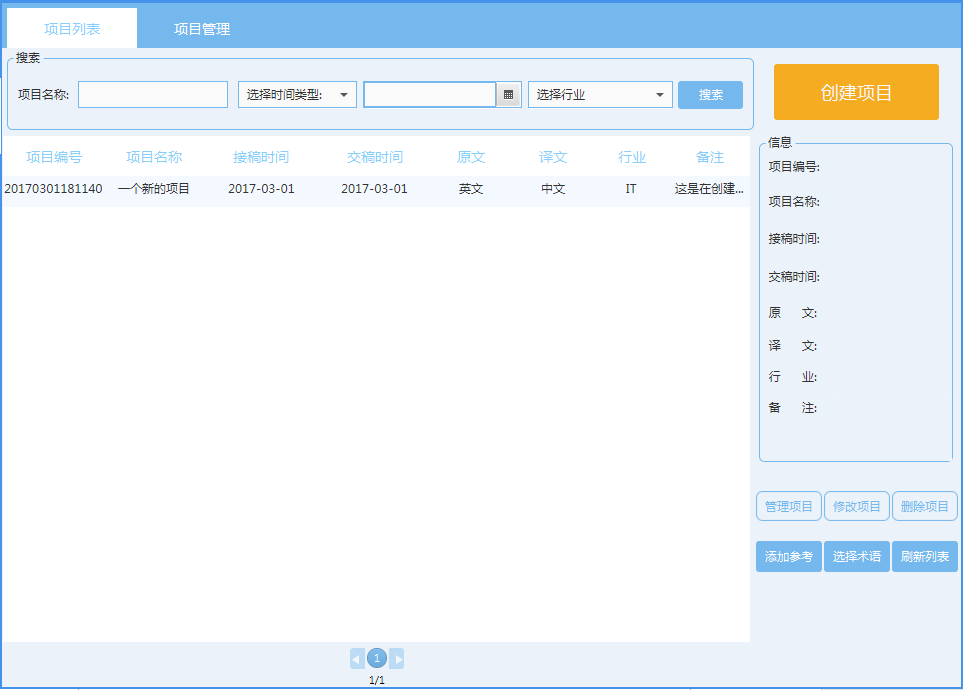 项目列表 项目管理
搜索
项目名称: 选择时间类型: 选择行业 搜索
创建项目
项目编号 项目名称 接稿时间 交稿时间 原文 译文 行业 备注
20170301181140 一个新的项目 2017-03-01 2017-03-01 英文 中文 IT 这是在创建...
信息
项目编号:
项目名称:
接稿时间:
交稿时间:
原 文:
译 文:
行 业:
备 注:
管理项目 修改项目 删除项目
添加参考 选择术语 刷新列表
1
1/1